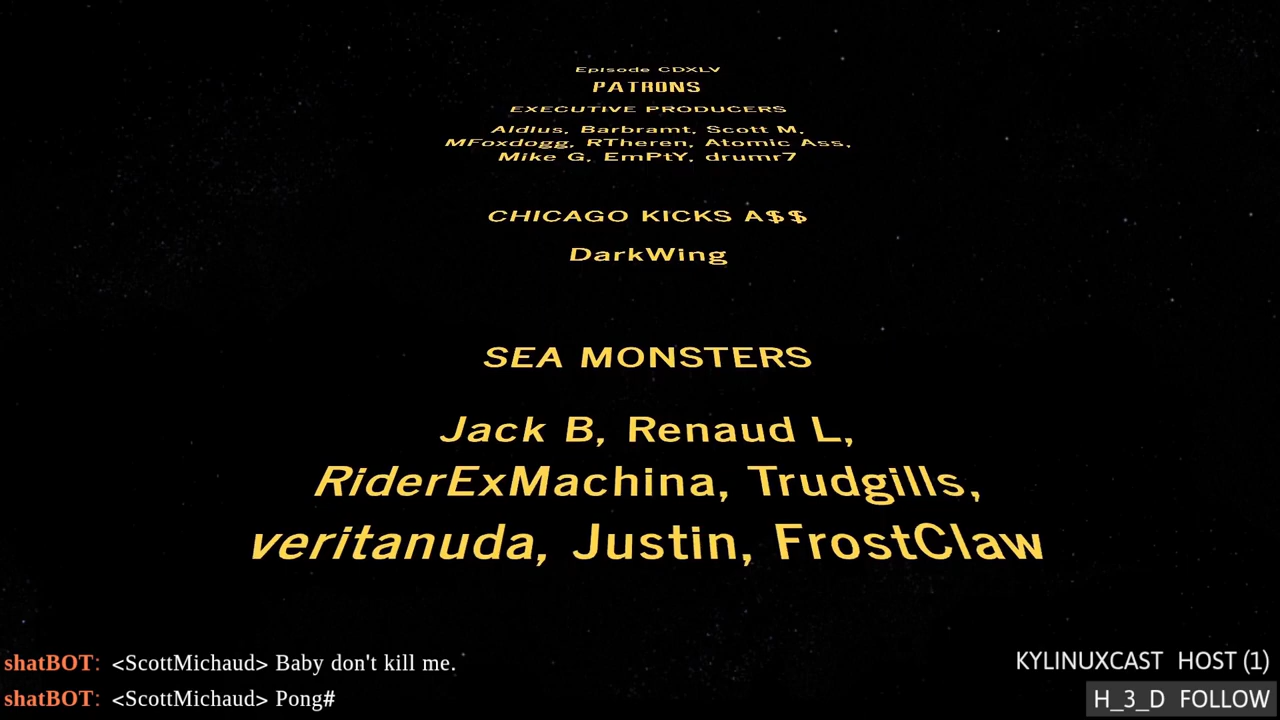 Episode CDXLV
PATRONS
EXECUTIVE PRODUCERS
Aldius, Barbramt, Scott M,
MFoxdogg, RTheren, Atomic Ass,
Mike G, EmPtY, drumr7
CHICAGO KICKS A$$
DarkWing
SEA MONSTERS
Jack B, Renaud L,
RiderExMachina, Trudgills,
veritanuda, Justin, FrostClaw
shatBOT: <ScottMichaud> Baby don't kill me.
shatBOT: <ScottMichaud> Pong#
KYLINUXCAST HOST (1)
H_3_D FOLLOW